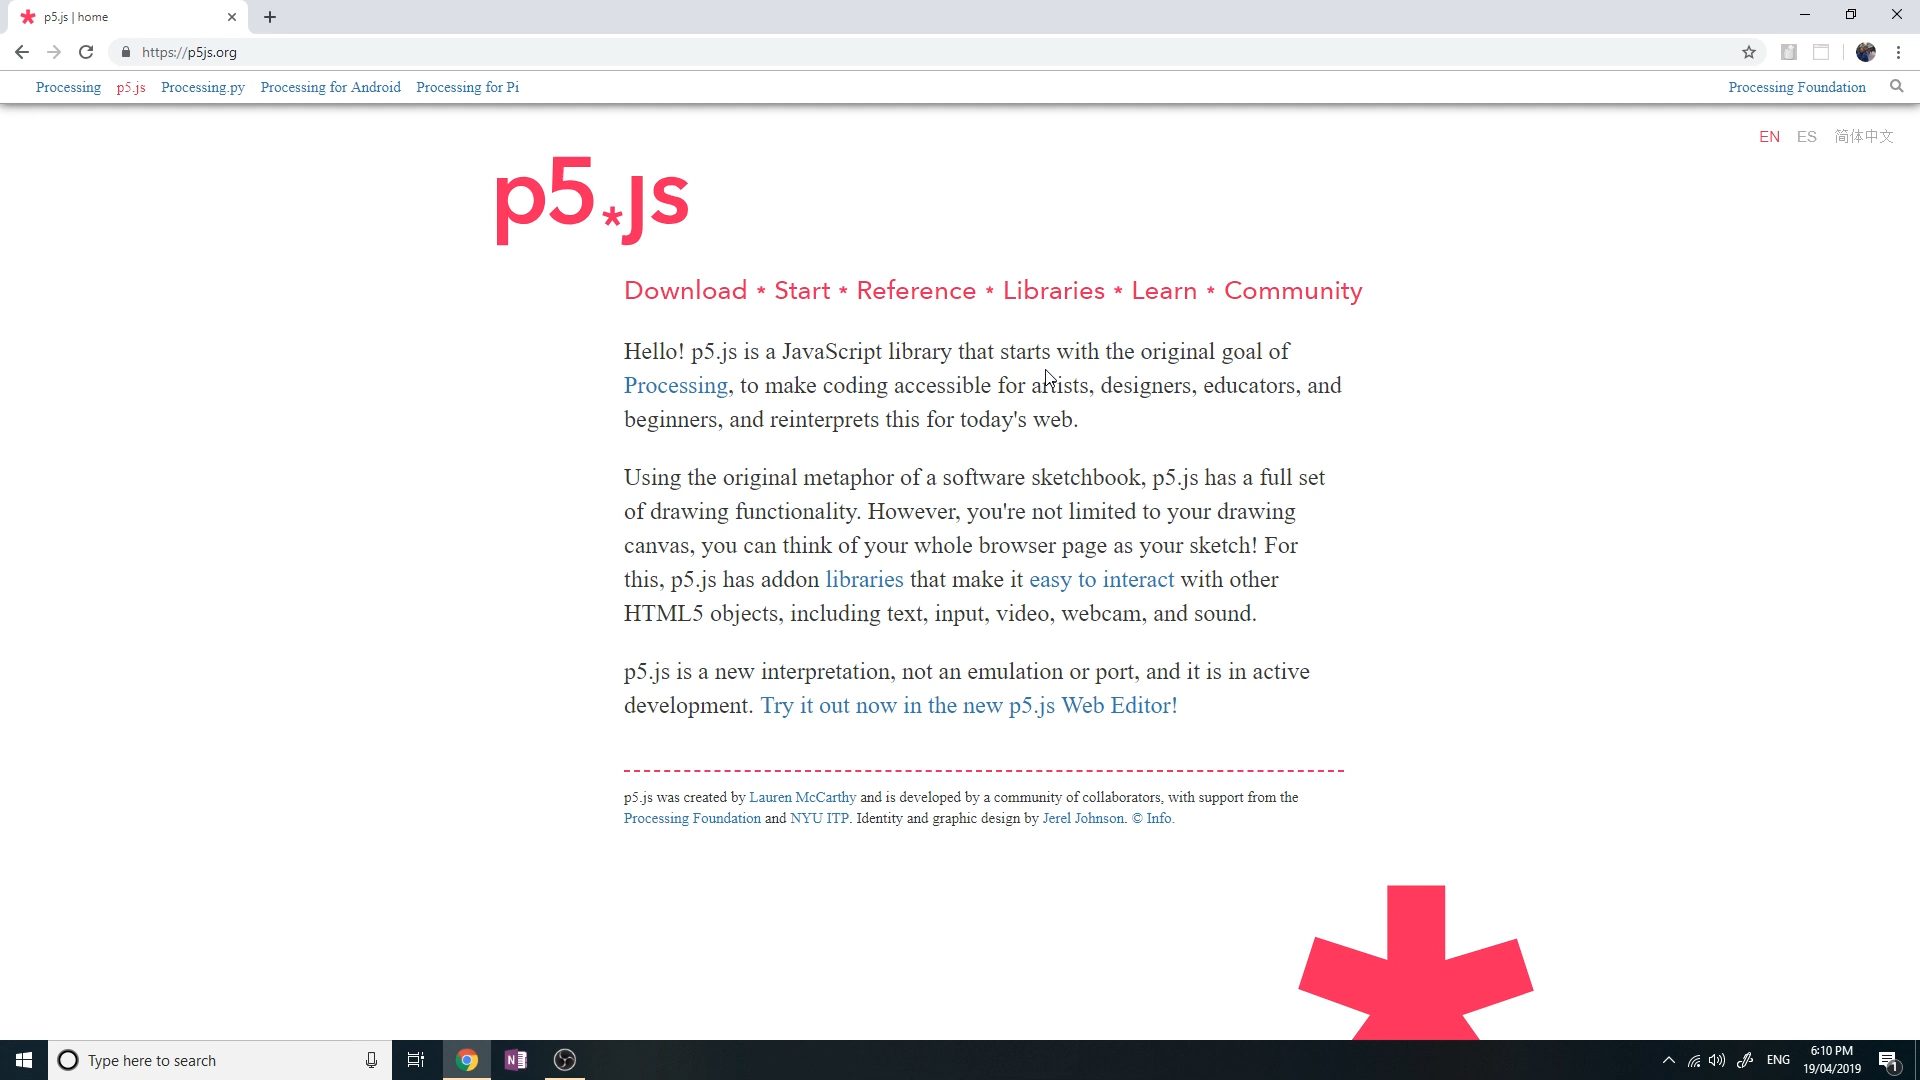 p5.js | home
https://p5js.org
Processing p5.js Processing.py Processing for Android Processing for Pi Processing Foundation
EN ES 简体中文
p5*js
Download * Start * Reference * Libraries * Learn * Community
Hello! p5.js is a JavaScript library that starts with the original goal of
Processing, to make coding accessible for artists, designers, educators, and
beginners, and reinterprets this for today's web.
Using the original metaphor of a software sketchbook, p5.js has a full set
of drawing functionality. However, you're not limited to your drawing
canvas, you can think of your whole browser page as your sketch! For
this, p5.js has addon libraries that make it easy to interact with other
HTML5 objects, including text, input, video, webcam, and sound.
p5.js is a new interpretation, not an emulation or port, and it is in active
development. Try it out now in the new p5.js Web Editor!
p5.js was created by Lauren McCarthy and is developed by a community of collaborators, with support from the
Processing Foundation and NYU ITP. Identity and graphic design by Jerel Johnson. © Info.
Type here to search
N
ENG
6:10 PM
19/04/2019
1